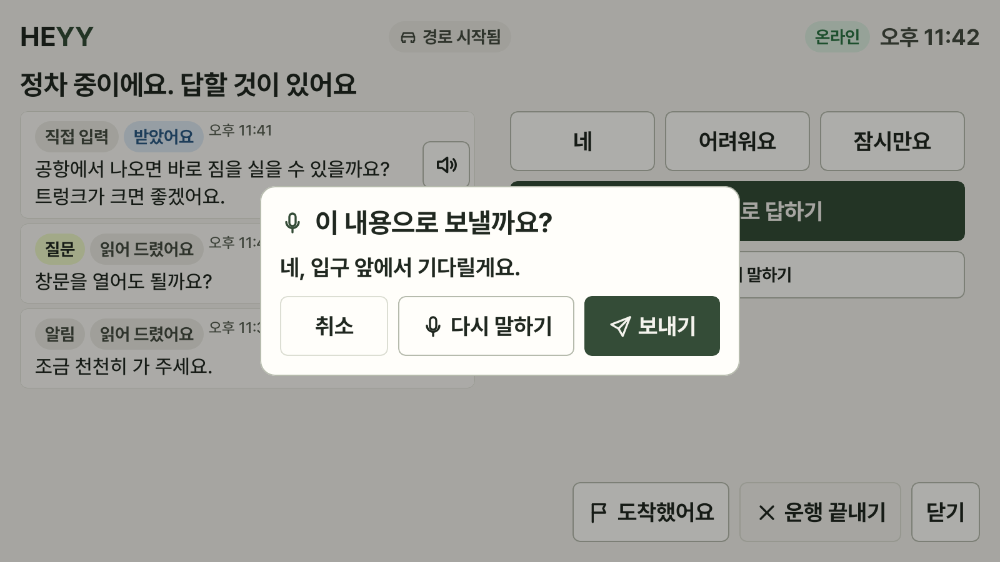 HEYY
경로 시작됨
온라인 오후 11:42
정차 중이에요. 답할 것이 있어요
직접 입력 받았어요 오후 11:41
공항에서 나오면 바로 짐을 실을 수 있을까요?
트렁크가 크면 좋겠어요.
질문 읽어 드렸어요
창문을 열어도 될까요?
알림 읽어 드렸어요
조금 천천히 가 주세요.
네 어려워요 잠시만요
로 답하기
말하기
이 내용으로 보낼까요?
네, 입구 앞에서 기다릴게요.
취소 다시 말하기 보내기
도착했어요 운행 끝내기 닫기